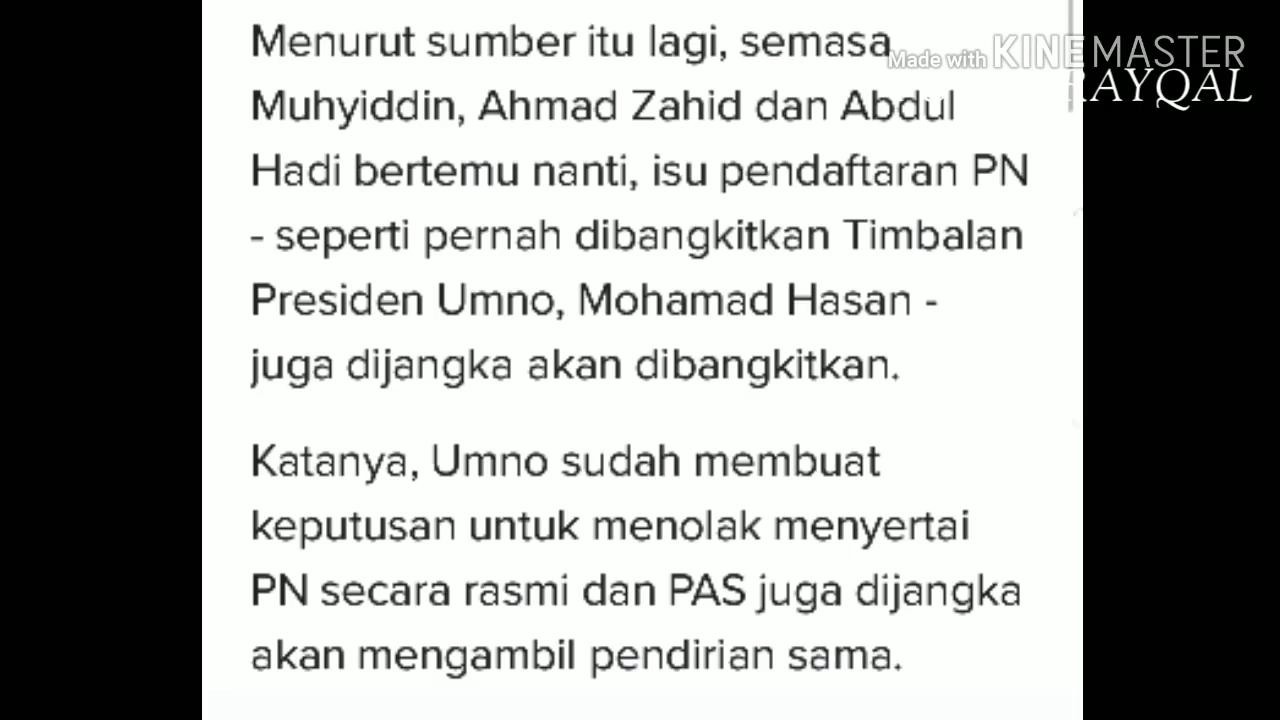 Menurut sumber itu lagi, semasa
Made with KINEMASTER
RAYQAL
Muhyiddin, Ahmad Zahid dan Abdul
Hadi bertemu nanti, isu pendaftaran PN
- seperti pernah dibangkitkan Timbalan
Presiden Umno, Mohamad Hasan -
juga dijangka akan dibangkitkan.
Katanya, Umno sudah membuat
keputusan untuk menolak menyertai
PN secara rasmi dan PAS juga dijangka
akan mengambil pendirian sama.